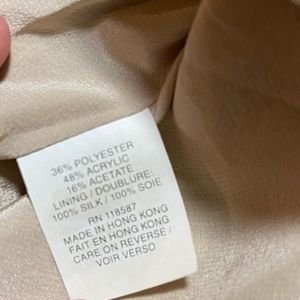 36% POLYESTER
48% ACRYLIC
16% ACETATE
LINING / DOUBLURE:
100% SILK / 100% SOIE
RN 118587
MADE IN HONG KONG
FAIT EN HONG KONG
CARE ON REVERSE /
VOIR VERSO